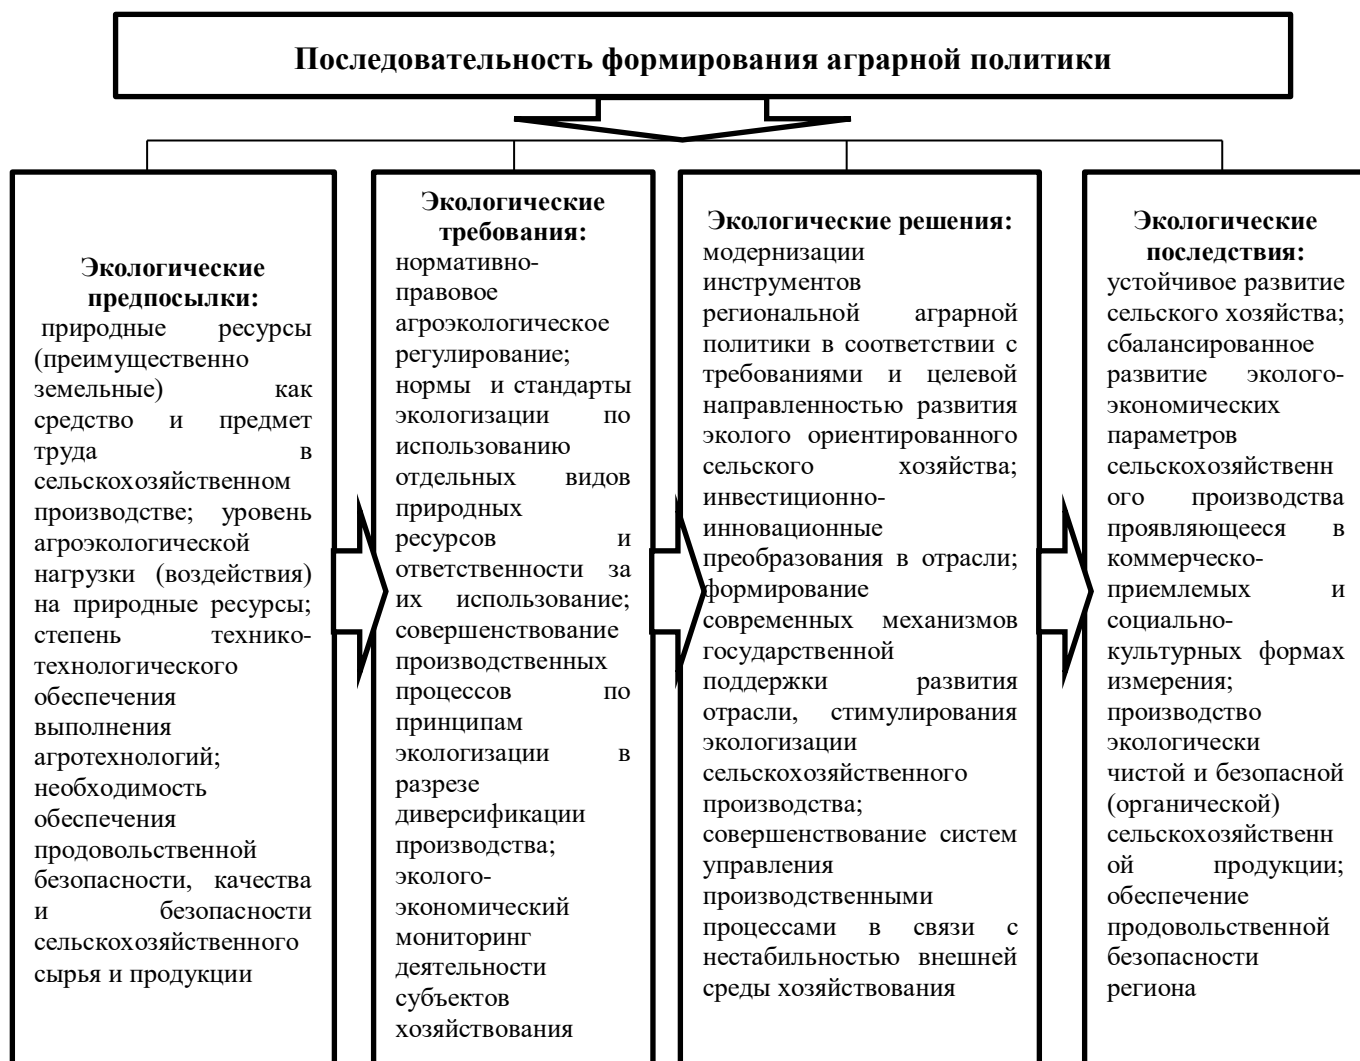 Последовательность формирования аграрной политики
Экологические
предпосылки:
природные ресурсы
(преимущественно
земельные) как
средство и предмет
труда в
сельскохозяйственном
производстве; уровень
агроэкологической
нагрузки (воздействия)
на природные ресурсы;
степень технико-
технологического
обеспечения
выполнения
агротехнологий;
необходимость
обеспечения
продовольственной
безопасности, качества
и безопасности
сельскохозяйственного
сырья и продукции
Экологические
требования:
нормативно-
правовое
агроэкологическое
регулирование;
нормы и стандарты
экологизации по
использованию
отдельных видов
природных
ресурсов и
ответственности за
их использование;
совершенствование
производственных
процессов по
принципам
экологизации в
разрезе
диверсификации
производства;
эколого-
экономический
мониторинг
деятельности
субъектов
хозяйствования
Экологические решения:
модернизации
инструментов
региональной аграрной
политики в соответствии с
требованиями и целевой
направленностью развития
эколого ориентированного
сельского хозяйства;
инвестиционно-
инновационные
преобразования в отрасли;
формирование
современных механизмов
государственной
поддержки развития
отрасли, стимулирования
экологизации
сельскохозяйственного
производства;
совершенствование систем
управления
производственными
процессами в связи с
нестабильностью внешней
среды хозяйствования
Экологические
последствия:
устойчивое развитие
сельского хозяйства;
сбалансированное
развитие эколого-
экономических
параметров
сельскохозяйственн
ого производства
проявляющееся в
коммерческо-
приемлемых и
социально-
культурных формах
измерения;
производство
экологически
чистой и безопасной
(органической)
сельскохозяйственн
ой продукции;
обеспечение
продовольственной
безопасности
региона